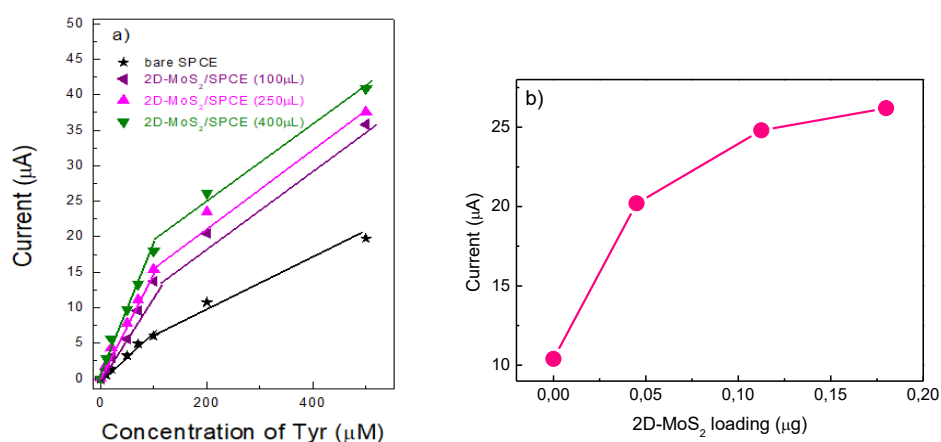 a)
bare SPCE
2D-MoS₂/SPCE (100μL)
2D-MoS₂/SPCE (250μL)
2D-MoS₂/SPCE (400μL)
50
45
40
35
30
25
20
15
10
5
0
Current (μA)
0
200
400
Concentration of Tyr (μM)
b)
25
20
15
10
Current (μA)
0,00
0,05
0,10
0,15
0,20
2D-MoS₂ loading (μg)